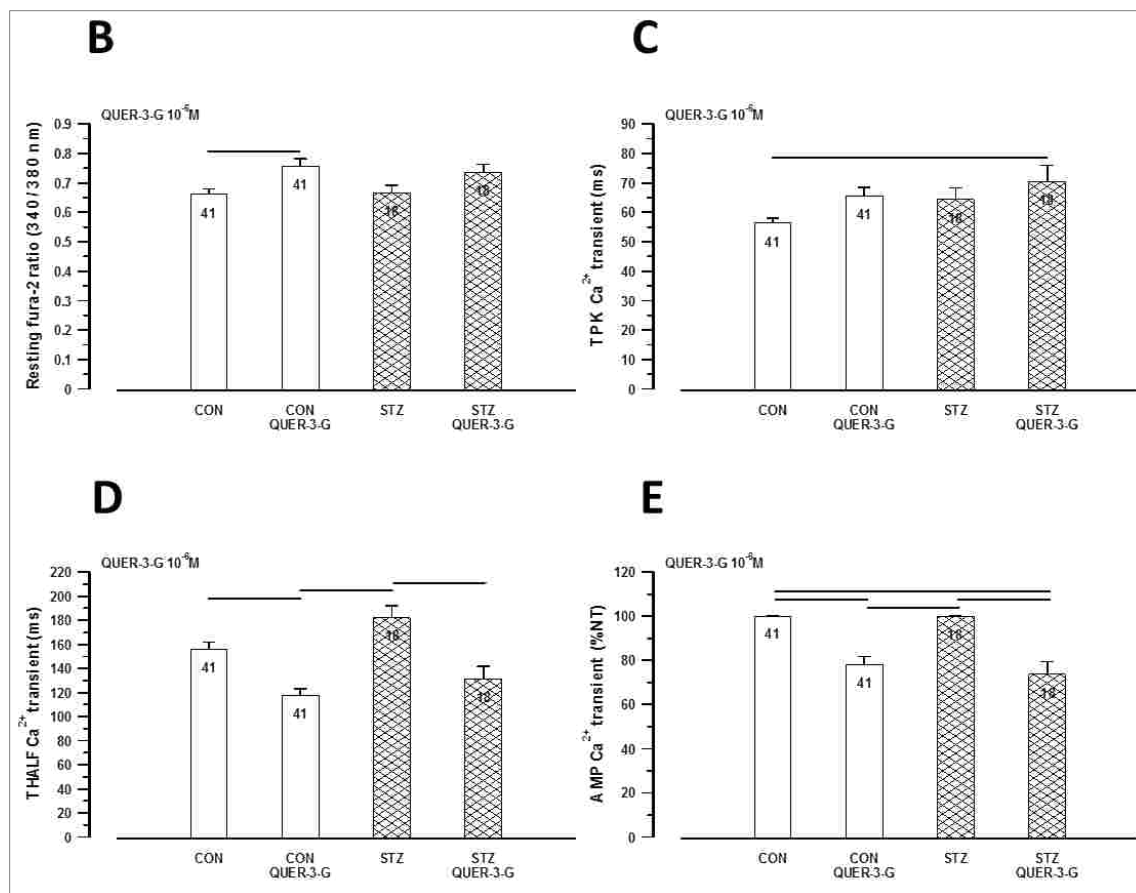 B
QUER-3-G 10⁻⁶M
Resting fura-2 ratio (340/380 nm)
0.9
0.8
0.7
0.6
0.5
0.4
0.3
0.2
0.1
0
41
41
18
18
CON
CON
QUER-3-G
STZ
STZ
QUER-3-G
C
QUER-3-G 10⁻⁶M
TPK Ca²⁺ transient (ms)
90
80
70
60
50
40
30
20
10
0
41
41
18
18
CON
CON
QUER-3-G
STZ
STZ
QUER-3-G
D
QUER-3-G 10⁻⁶M
THALF Ca²⁺ transient (ms)
220
200
180
160
140
120
100
80
60
40
20
0
41
41
18
18
CON
CON
QUER-3-G
STZ
STZ
QUER-3-G
E
QUER-3-G 10⁻⁶M
AMP Ca²⁺ transient (%NT)
120
100
80
60
40
20
0
41
41
18
18
CON
CON
QUER-3-G
STZ
STZ
QUER-3-G